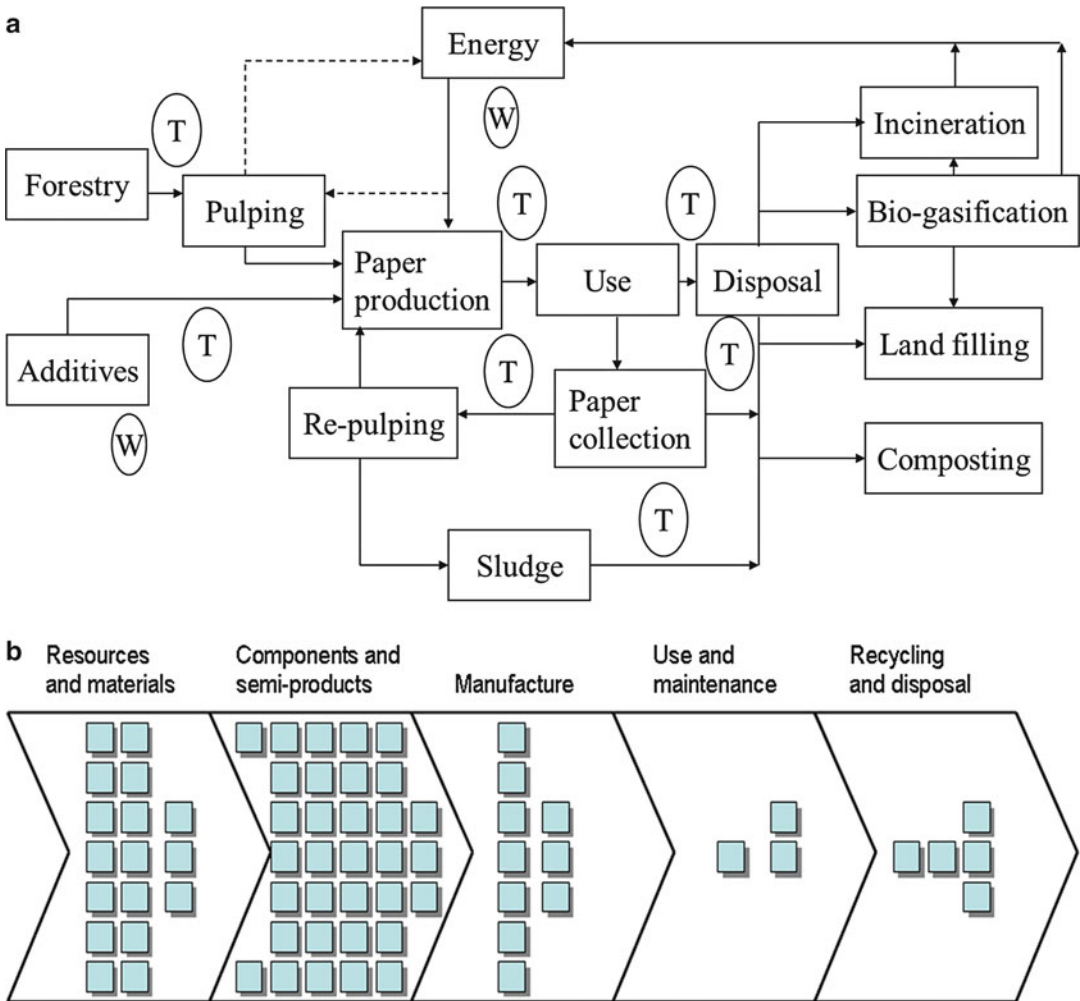 a
Energy
W
T
Incineration
Forestry
Pulping
T
T
Bio-gasification
Paper
production
Use
Disposal
T
Additives
T
T
Land filling
W
Re-pulping
Paper
collection
Composting
T
Sludge
b
Resources
and materials
Components and
semi-products
Manufacture
Use and
maintenance
Recycling
and disposal